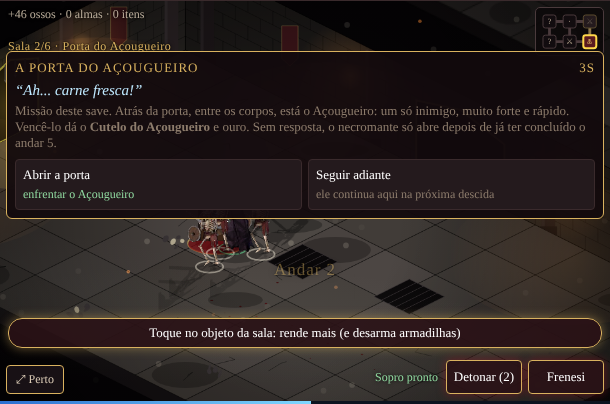 +46 ossos · 0 almas · 0 itens
Sala 2/6 · Porta do Açougueiro
A PORTA DO AÇOUGUEIRO
3S
“Ah... carne fresca!”
Missão deste save. Atrás da porta, entre os corpos, está o Açougueiro: um só inimigo, muito forte e rápido.
Vencê-lo dá o Cutelo do Açougueiro e ouro. Sem resposta, o necromante só abre depois de já ter concluído o
andar 5.
Abrir a porta
enfrentar o Açougueiro
Seguir adiante
ele continua aqui na próxima descida
Andar 2
Toque no objeto da sala: rende mais (e desarma armadilhas)
⤢ Perto
Sopro pronto
Detonar (2)
Frenesi